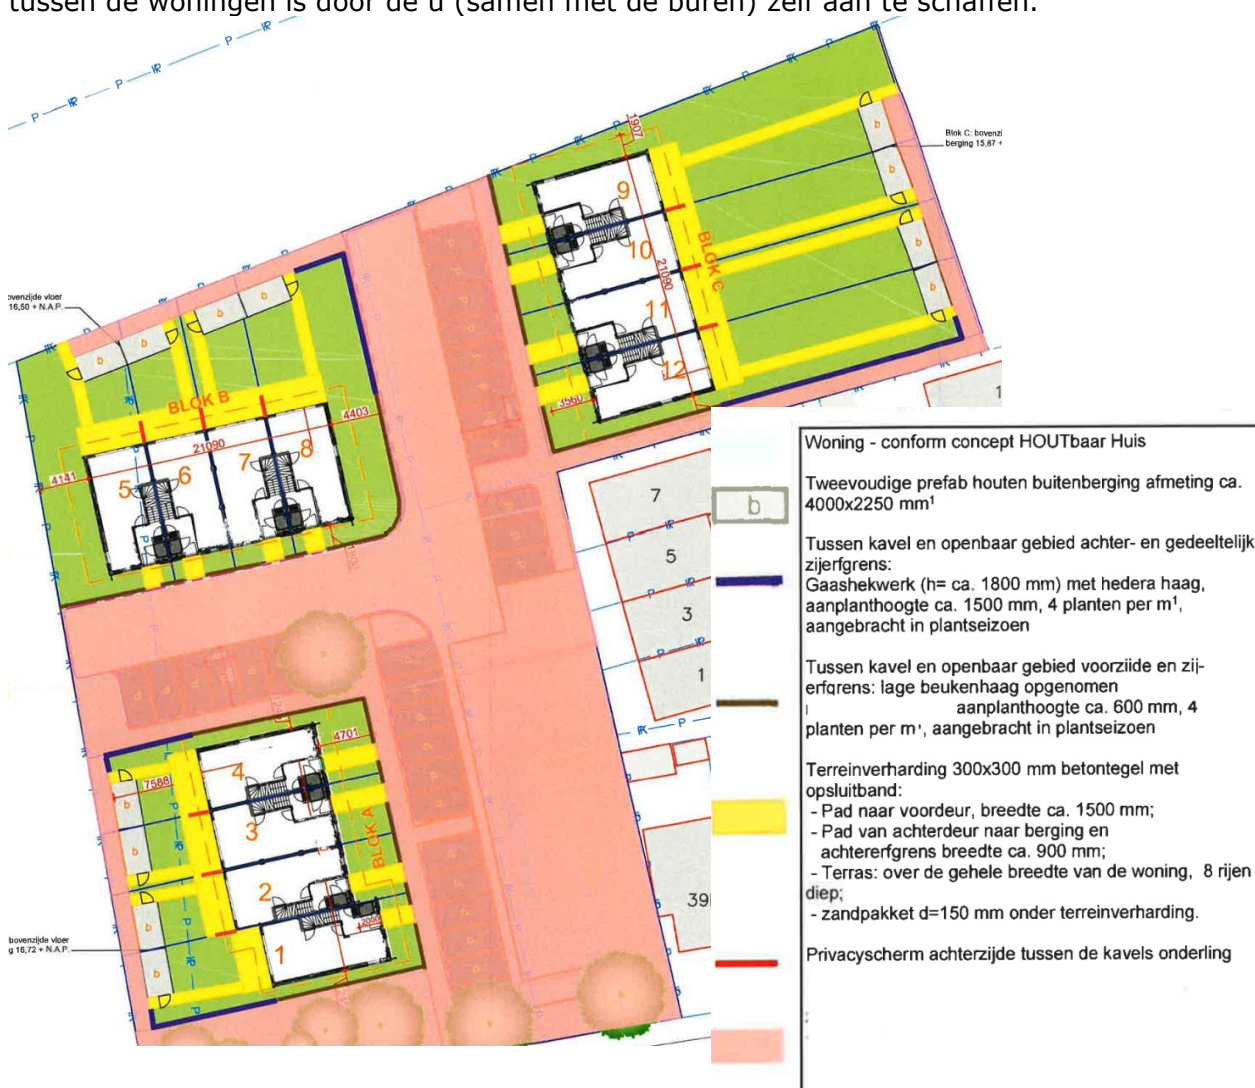 tussen de woningen is door de u (samen met de buren) zelf aan te schaffen.
P
1907
Blok C: bovenzi
berging 15,87 +
b
b
b
b
9
10
11
12
BLOK C
21090
3560
ovenzijde vloer
16,50 + N.A.P.
b
b
b
b
BLOK B
21090
4403
4141
5
6
7
8
7
5
3
1
39
4701
7588
4
3
2
1
BLOK A
b
b
b
b
bovenzijde vloer
g 16,72 + N.A.P.
Woning - conform concept HOUTbaar Huis
b
Tweevoudige prefab houten buitenberging afmeting ca.
4000x2250 mm¹
Tussen kavel en openbaar gebied achter- en gedeeltelijk
zijerfgrens:
Gaashekwerk (h= ca. 1800 mm) met hedera haag,
aanplanthoogte ca. 1500 mm, 4 planten per m¹,
aangebracht in plantseizoen
Tussen kavel en openbaar gebied voorzijde en zij-
erfgrens: lage beukenhaag opgenomen
aanplanthoogte ca. 600 mm, 4
planten per m¹, aangebracht in plantseizoen
Terreinverharding 300x300 mm betontegel met
opsluitband:
- Pad naar voordeur, breedte ca. 1500 mm;
- Pad van achterdeur naar berging en
achtererfgrens breedte ca. 900 mm;
- Terras: over de gehele breedte van de woning, 8 rijen
diep;
- zandpakket d=150 mm onder terreinverharding.
Privacyscherm achterzijde tussen de kavels onderling